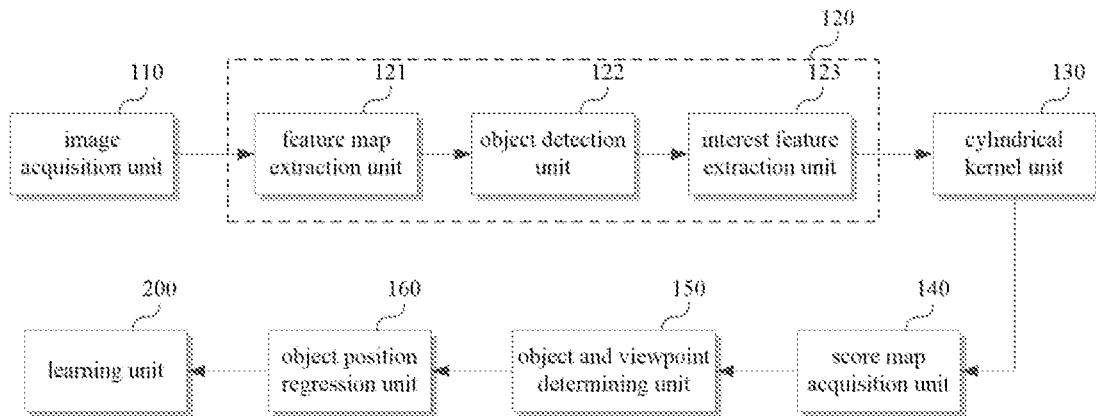 120
110
121
122
123
130
image
acquisition unit
feature map
extraction unit
object detection
unit
interest feature
extraction unit
cylindrical
kernel unit
200
160
150
140
learning unit
object position
regression unit
object and viewpoint
determining unit
score map
acquisition unit